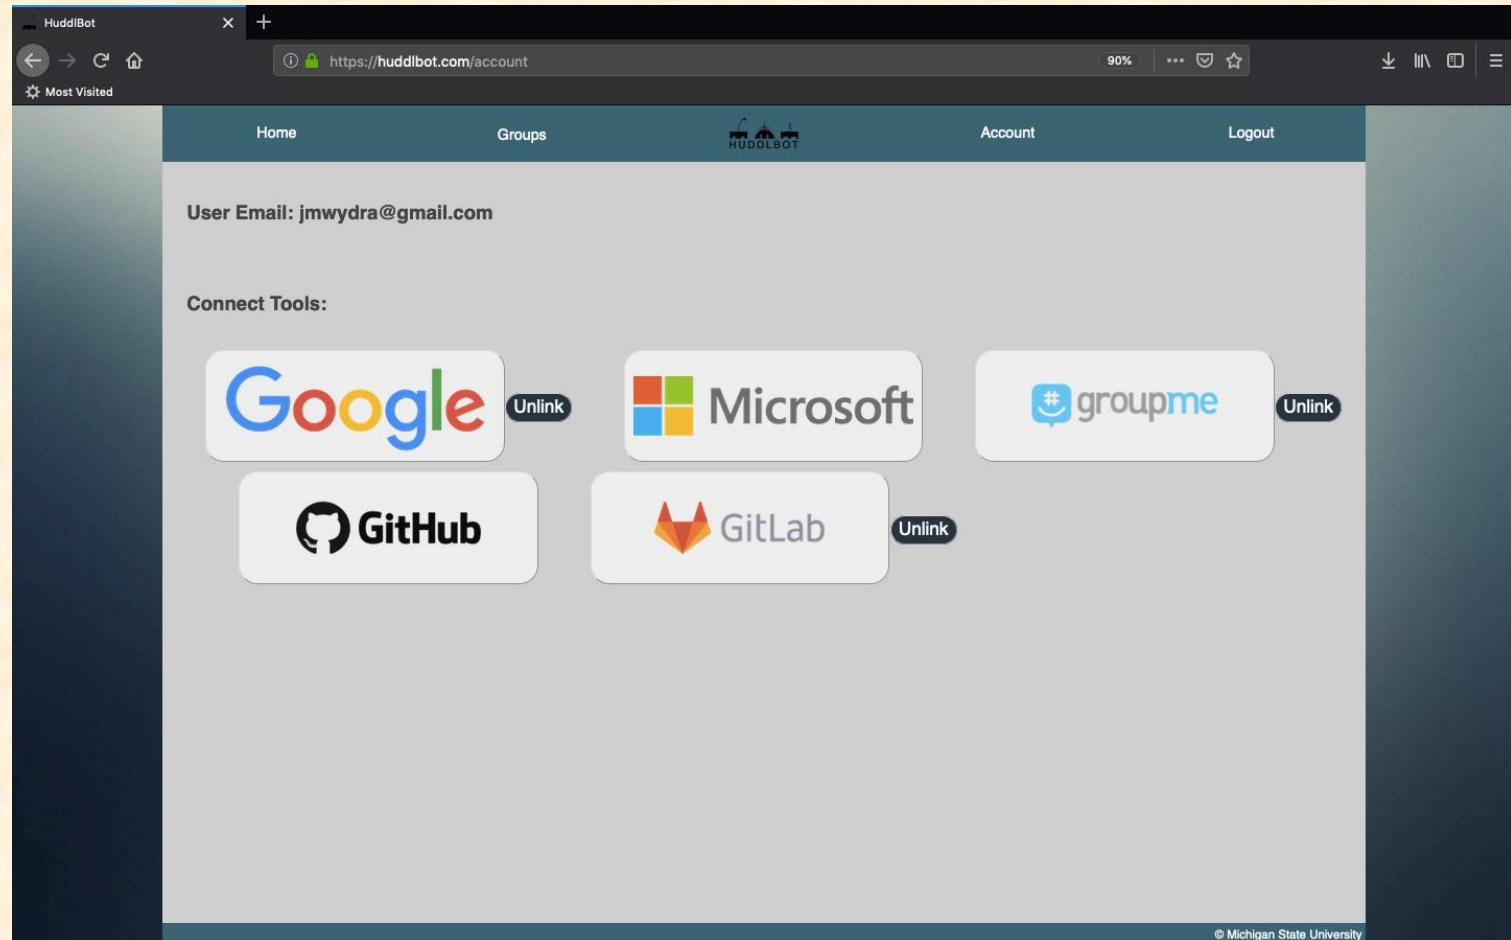 HuddlBot
https://huddlbot.com/account 90%
Most Visited
Home Groups HUDDLBOT Account Logout
User Email: jmwydra@gmail.com
Connect Tools:
Google Unlink Microsoft groupme Unlink
GitHub GitLab Unlink
© Michigan State University